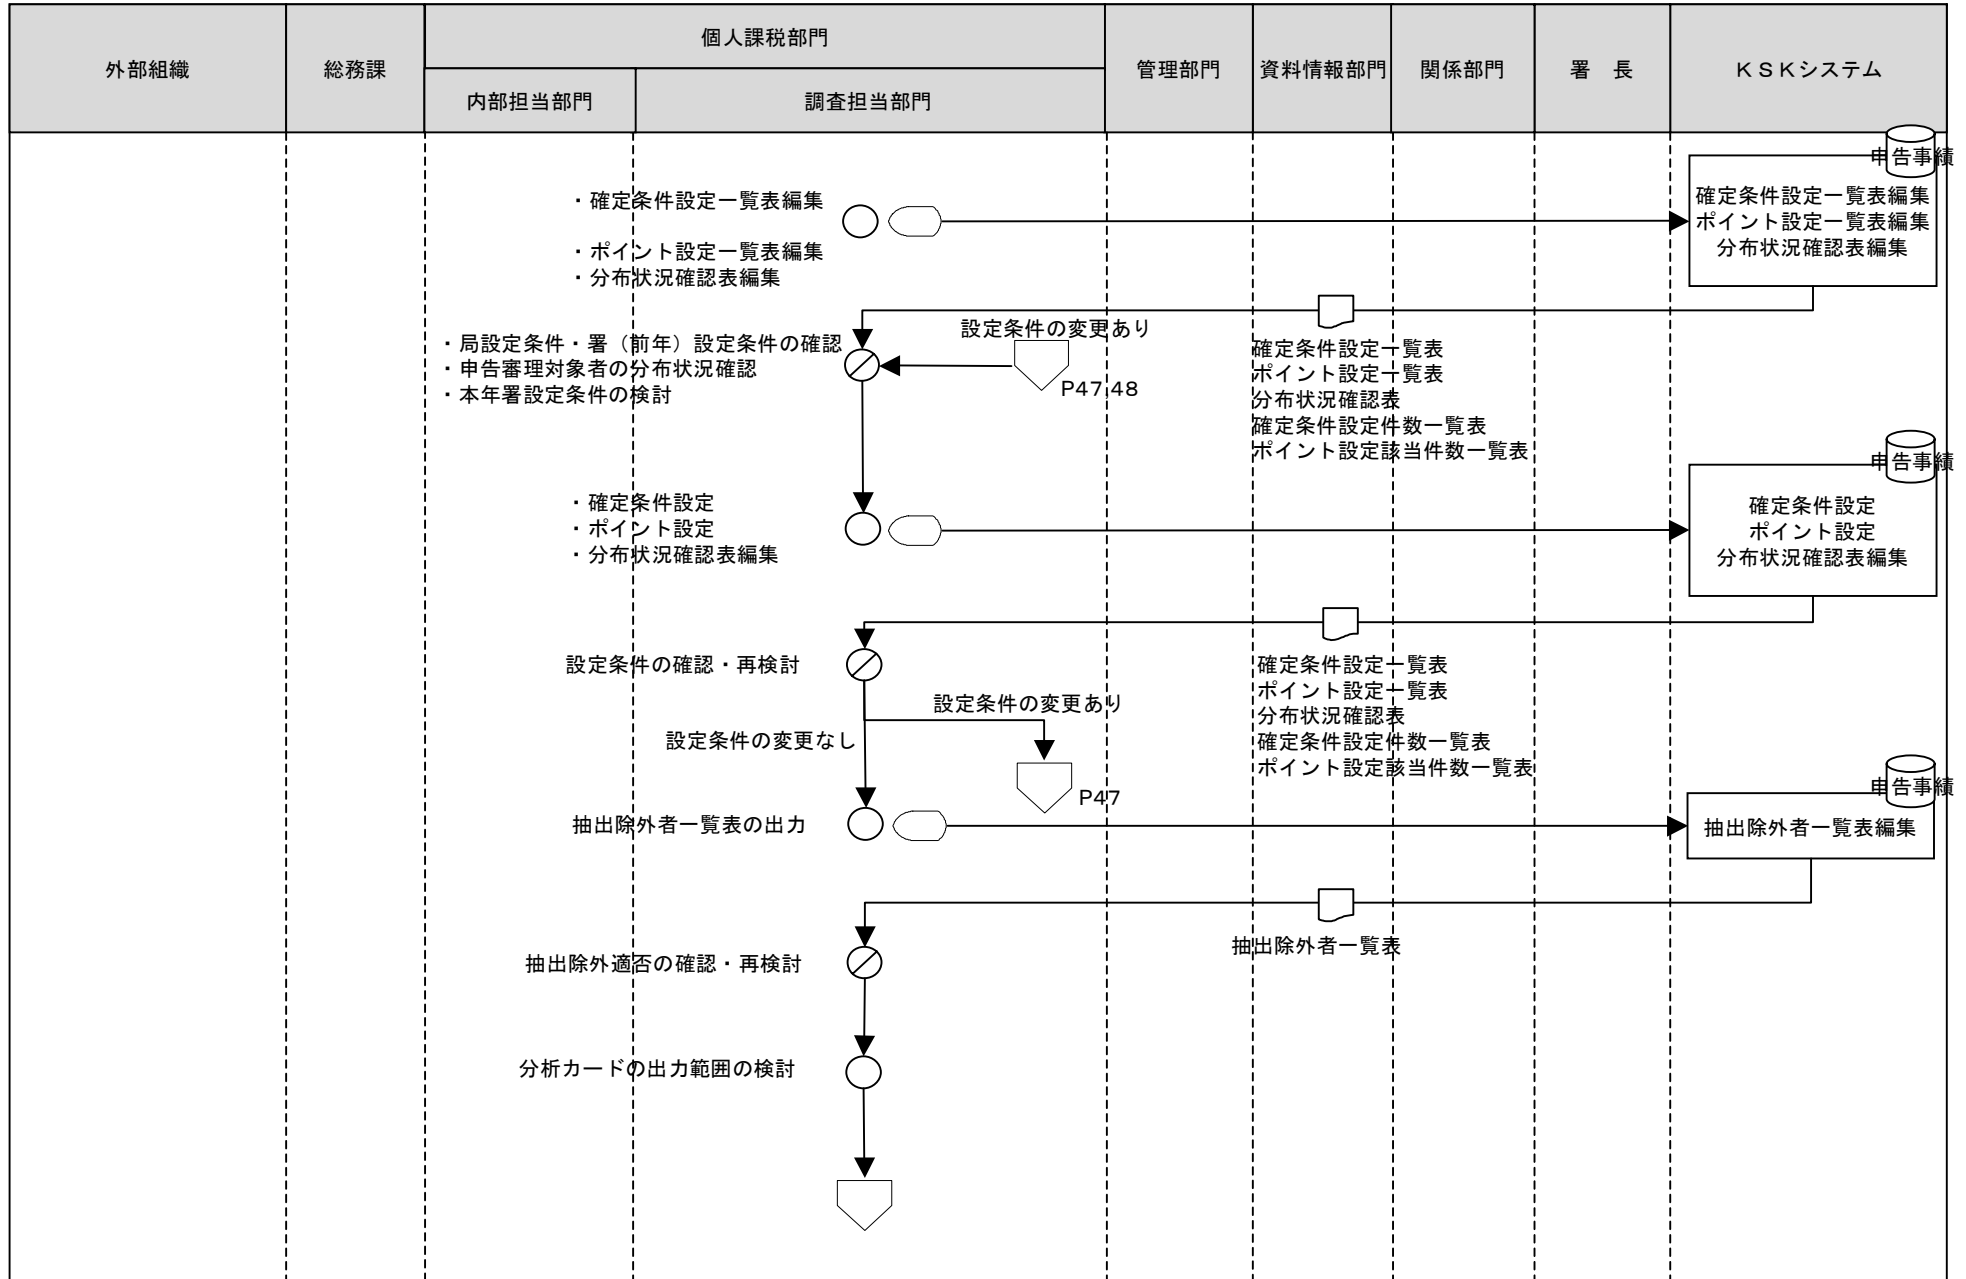 外部組織
総務課
個人課税部門
内部担当部門
調査担当部門
管理部門
資料情報部門
関係部門
署　長
ＫＳＫシステム
申告事績
・確定条件設定一覧表編集
・ポイント設定一覧表編集
・分布状況確認表編集
確定条件設定一覧表編集
ポイント設定一覧表編集
分布状況確認表編集
設定条件の変更あり
・局設定条件・署（前年）設定条件の確認
・申告審理対象者の分布状況確認
・本年署設定条件の検討
P47,48
確定条件設定一覧表
ポイント設定一覧表
分布状況確認表
確定条件設定件数一覧表
ポイント設定該当件数一覧表
申告事績
・確定条件設定
・ポイント設定
・分布状況確認表編集
確定条件設定
ポイント設定
分布状況確認表編集
設定条件の確認・再検討
確定条件設定一覧表
ポイント設定一覧表
分布状況確認表
確定条件設定件数一覧表
ポイント設定該当件数一覧表
設定条件の変更あり
設定条件の変更なし
P47
申告事績
抽出除外者一覧表の出力
抽出除外者一覧表編集
抽出除外者一覧表
抽出除外適否の確認・再検討
分析カードの出力範囲の検討